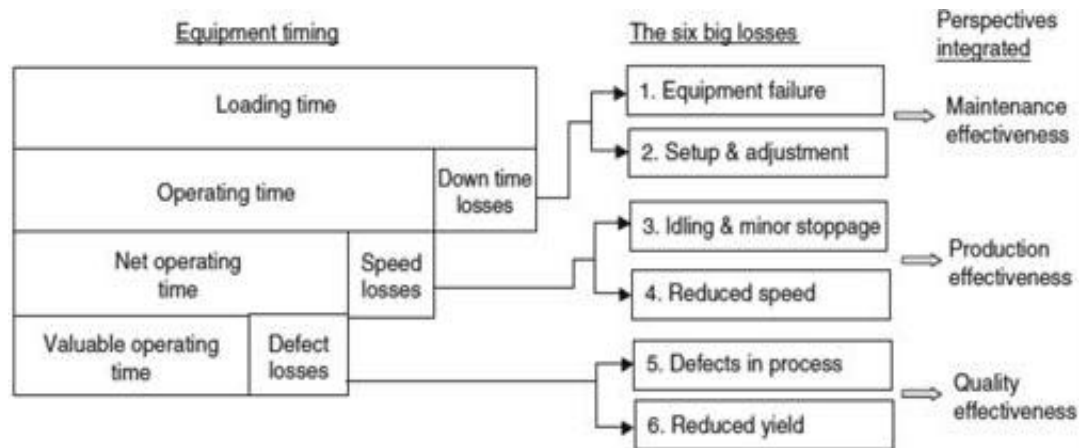 Equipment timing
The six big losses
Perspectives
integrated
Loading time
Operating time
Down time
losses
Net operating
time
Speed
losses
Valuable operating
time
Defect
losses
1. Equipment failure
2. Setup & adjustment
3. Idling & minor stoppage
4. Reduced speed
5. Defects in process
6. Reduced yield
Maintenance
effectiveness
Production
effectiveness
Quality
effectiveness